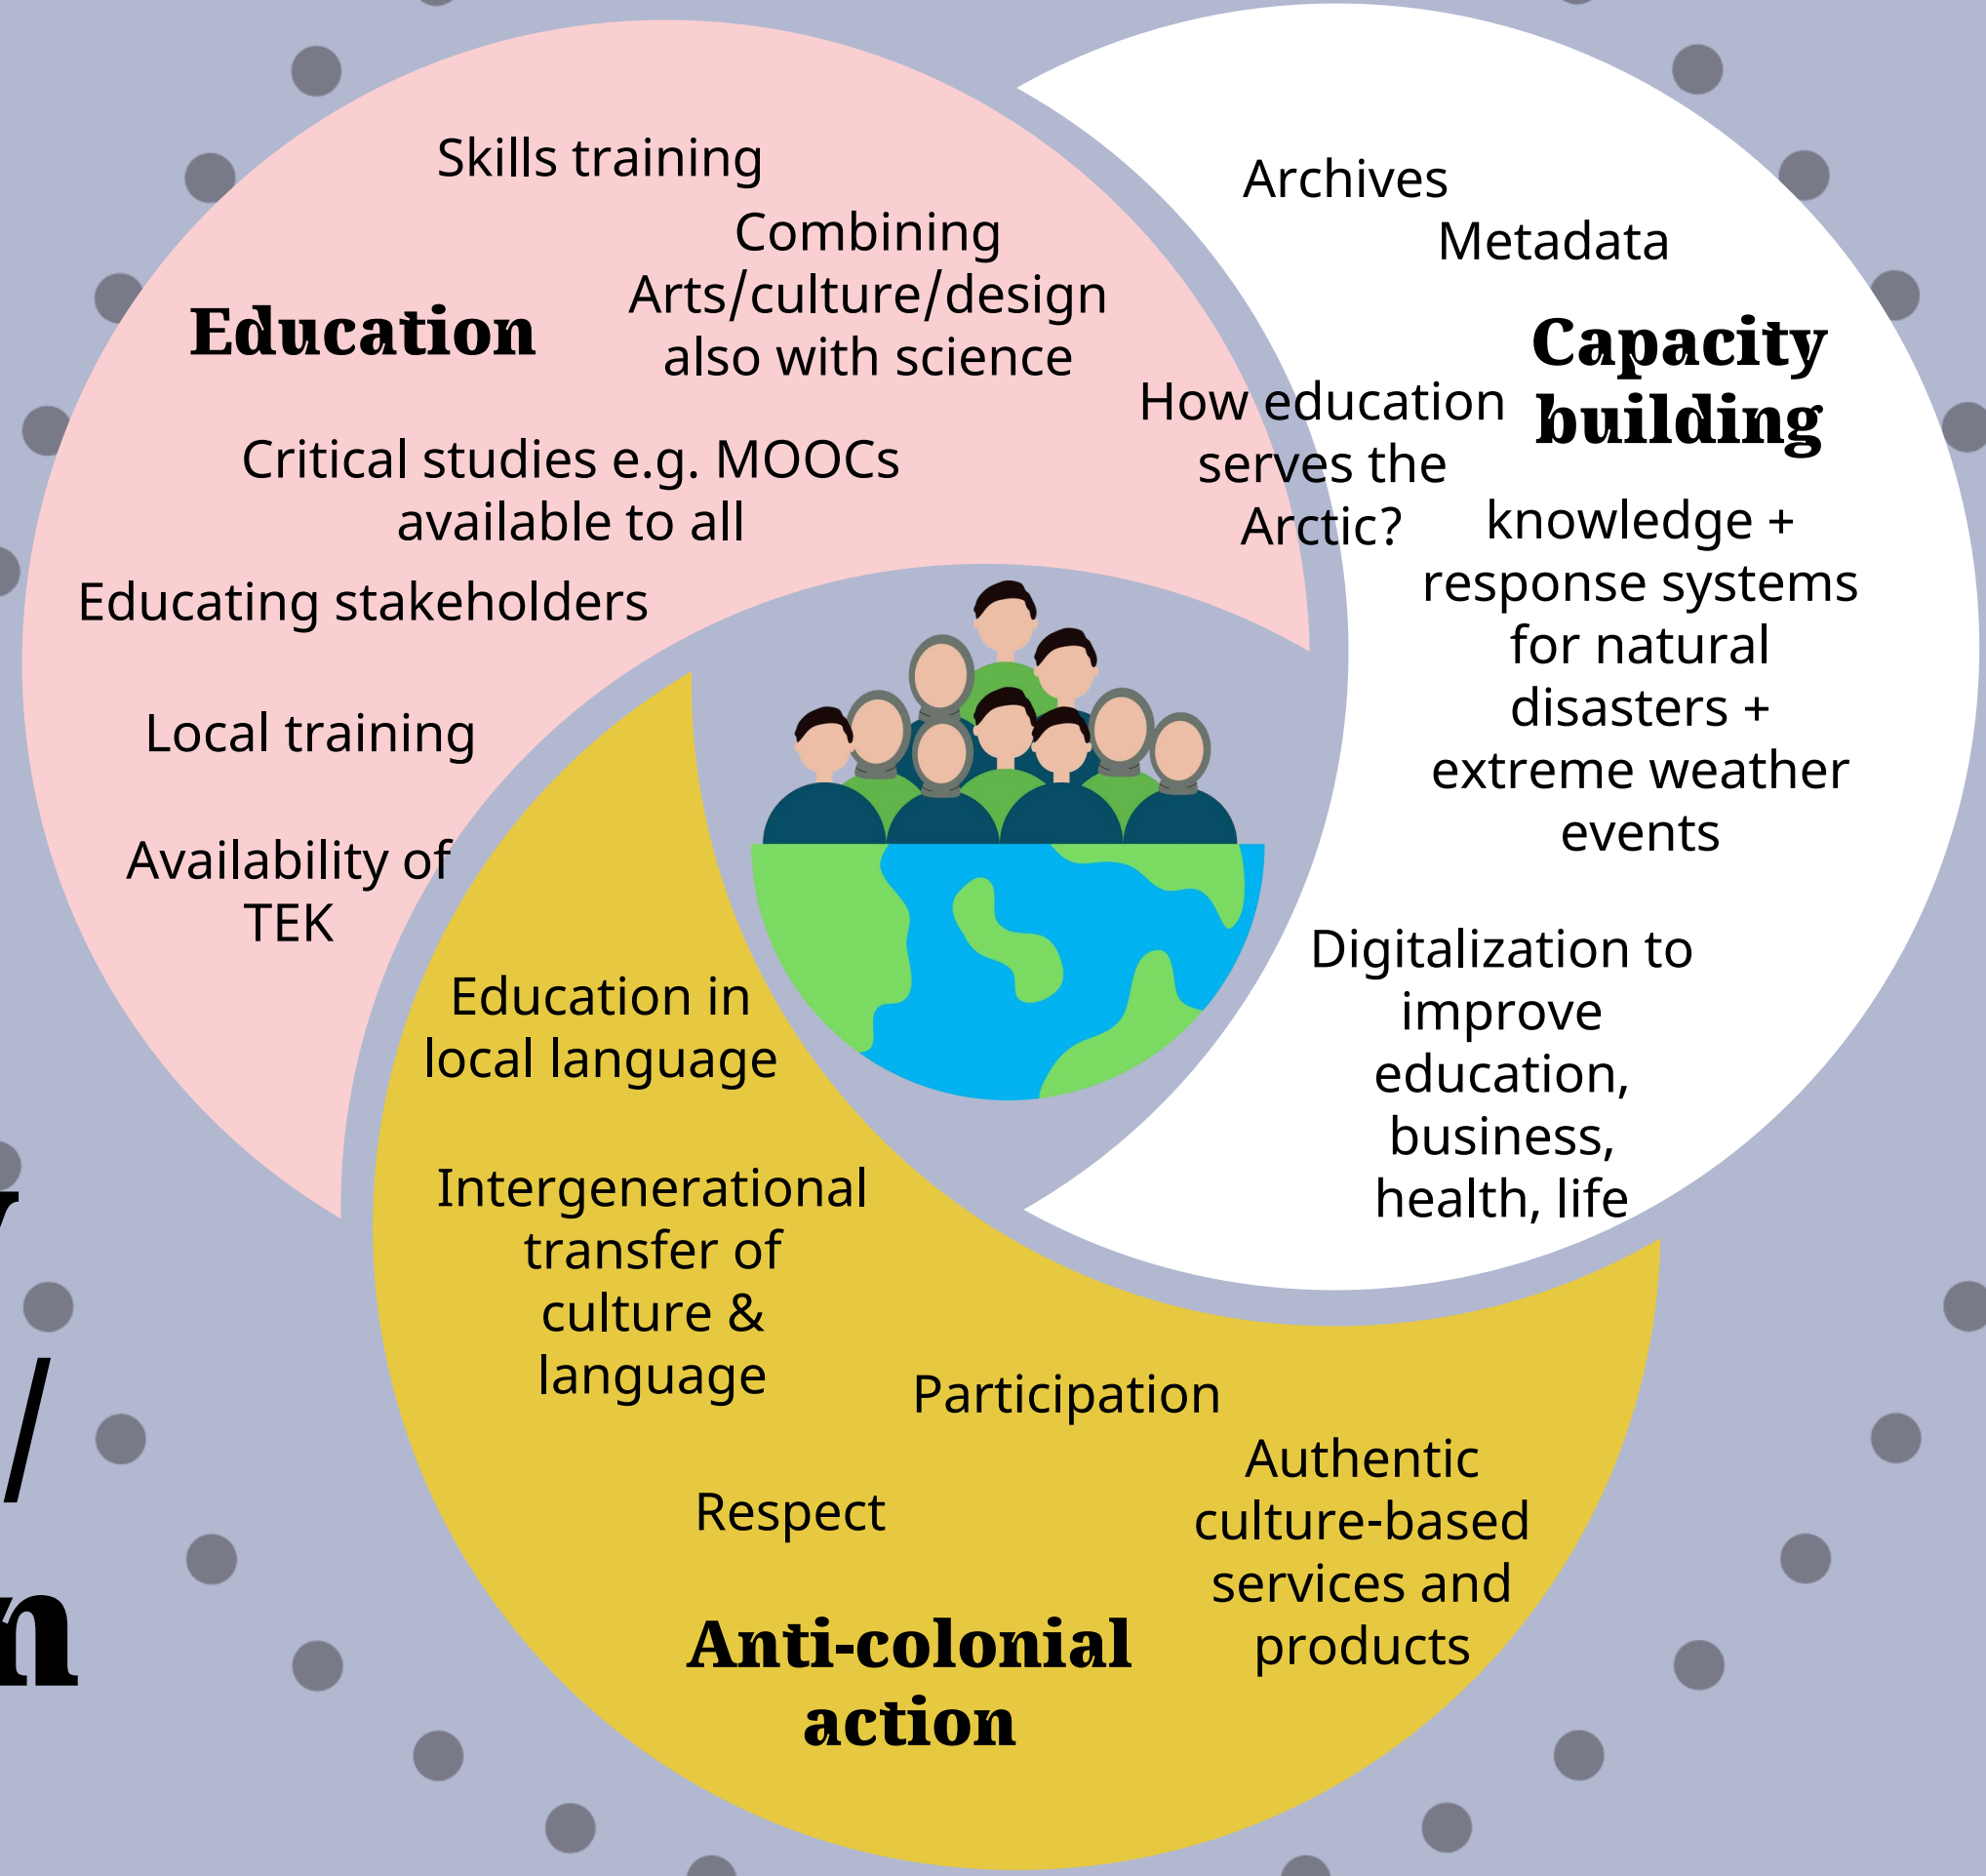 Skills training
Combining
Arts/culture/design
also with science
Education
Critical studies e.g. MOOCs
available to all
Educating stakeholders
Local training
Availability of
TEK
Archives
Metadata
Capacity
building
How education
serves the
Arctic?
knowledge +
response systems
for natural
disasters +
extreme weather
events
Digitalization to
improve
education,
business,
health, life
Education in
local language
Intergenerational
transfer of
culture &
language
Participation
Respect
Authentic
culture-based
services and
products
Anti-colonial
action
/
n